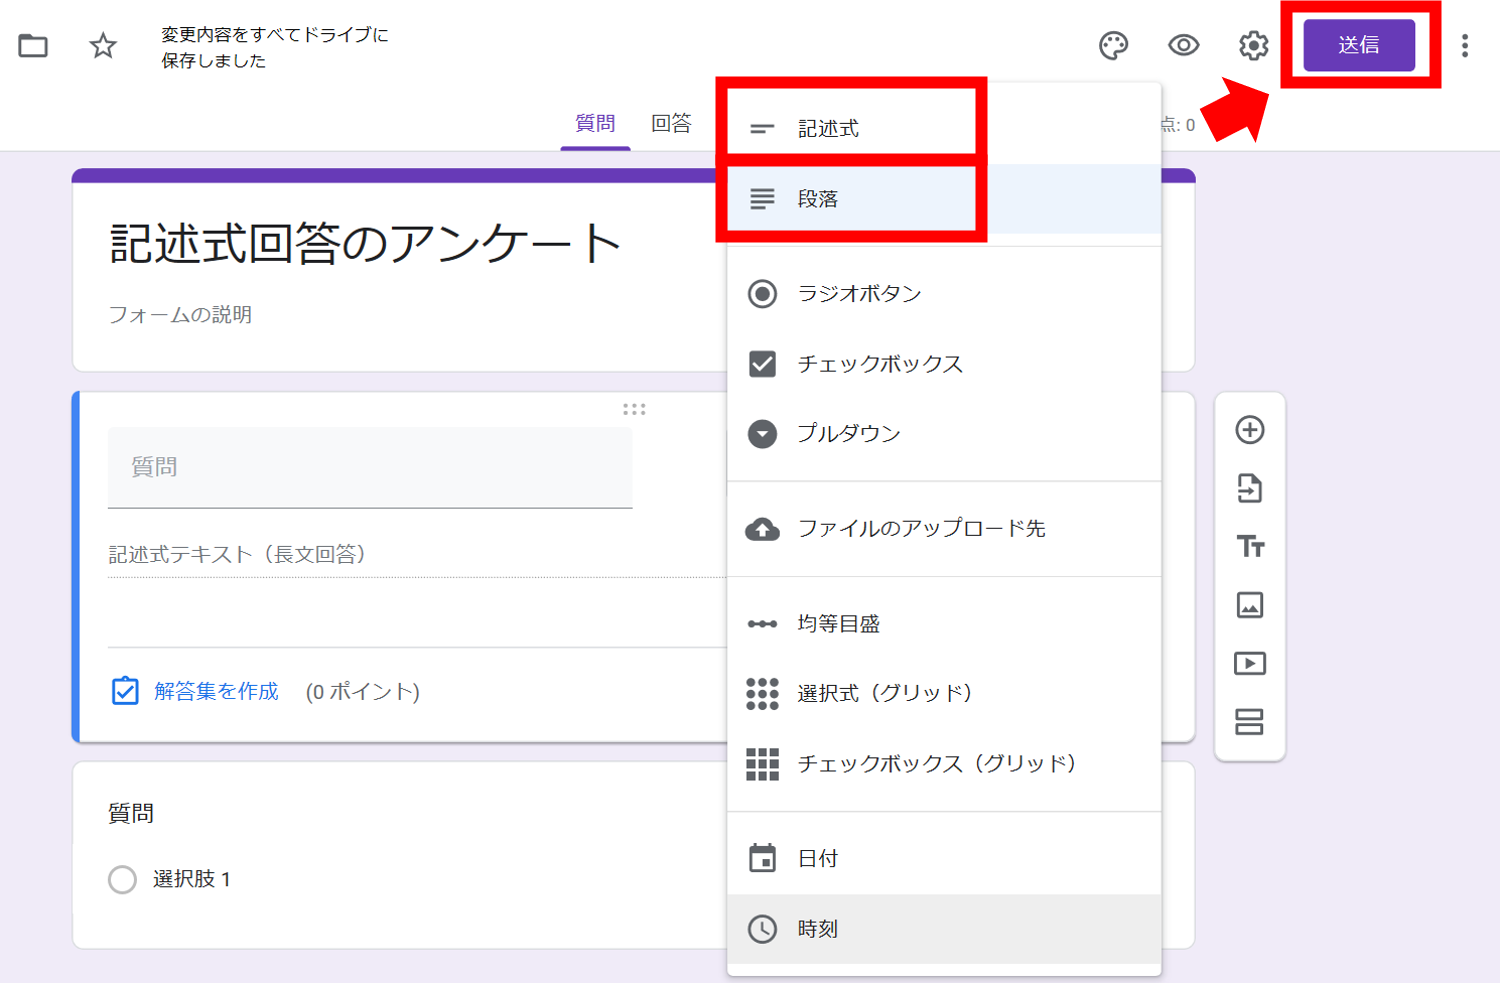 変更内容をすべてドライブに
保存しました
送信
質問
回答
点: 0
記述式
段落
ラジオボタン
チェックボックス
プルダウン
ファイルのアップロード先
均等目盛
選択式（グリッド）
チェックボックス（グリッド）
日付
時刻
記述式回答のアンケート
フォームの説明
質問
記述式テキスト（長文回答）
解答集を作成 (0 ポイント)
質問
選択肢 1
Tт